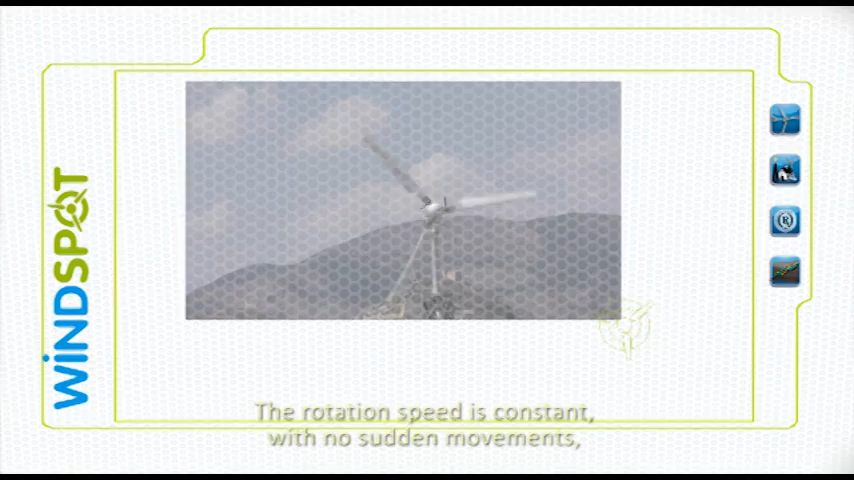 WiNDSPOT
The rotation speed is constant,
with no sudden movements,